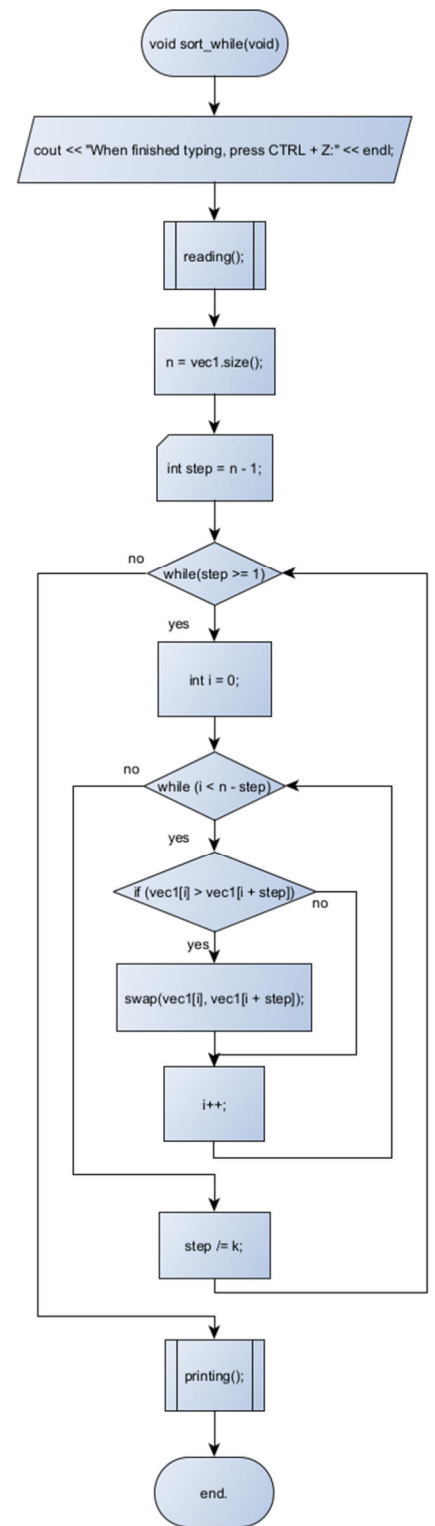 void sort_while(void)
cout << "When finished typing, press CTRL + Z:" << endl;
reading();
n = vec1.size();
int step = n - 1;
no
while(step >= 1)
yes
int i = 0;
no
while (i < n - step)
yes
if (vec1[i] > vec1[i + step])
no
yes
swap(vec1[i], vec1[i + step]);
i++;
step /= k;
printing();
end.